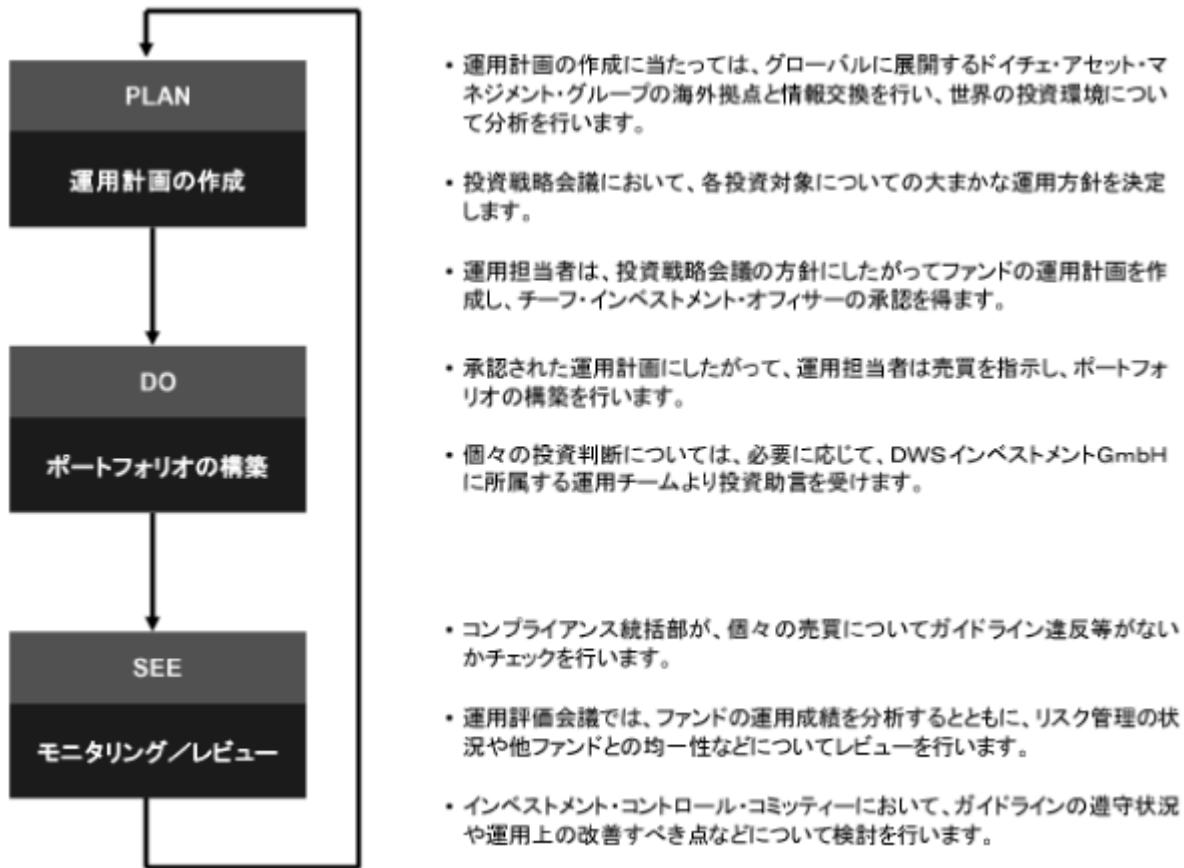 PLAN
運用計画の作成
・運用計画の作成に当たっては、グローバルに展開するドイチェ・アセット・マ
ネジメント・グループの海外拠点と情報交換を行い、世界の投資環境につい
て分析を行います。
・投資戦略会議において、各投資対象についての大まかな運用方針を決定
します。
・運用担当者は、投資戦略会議の方針にしたがってファンドの運用計画を作
成し、チーフ・インベストメント・オフィサーの承認を得ます。
DO
ポートフォリオの構築
・承認された運用計画にしたがって、運用担当者は売買を指示し、ポートフォ
リオの構築を行います。
・個々の投資判断については、必要に応じて、DWSインベストメントGmbH
に所属する運用チームより投資助言を受けます。
SEE
モニタリング／レビュー
・コンプライアンス統括部が、個々の売買についてガイドライン違反等がない
かチェックを行います。
・運用評価会議では、ファンドの運用成績を分析するとともに、リスク管理の状
況や他ファンドとの均一性などについてレビューを行います。
・インベストメント・コントロール・コミッティーにおいて、ガイドラインの遵守状況
や運用上の改善すべき点などについて検討を行います。